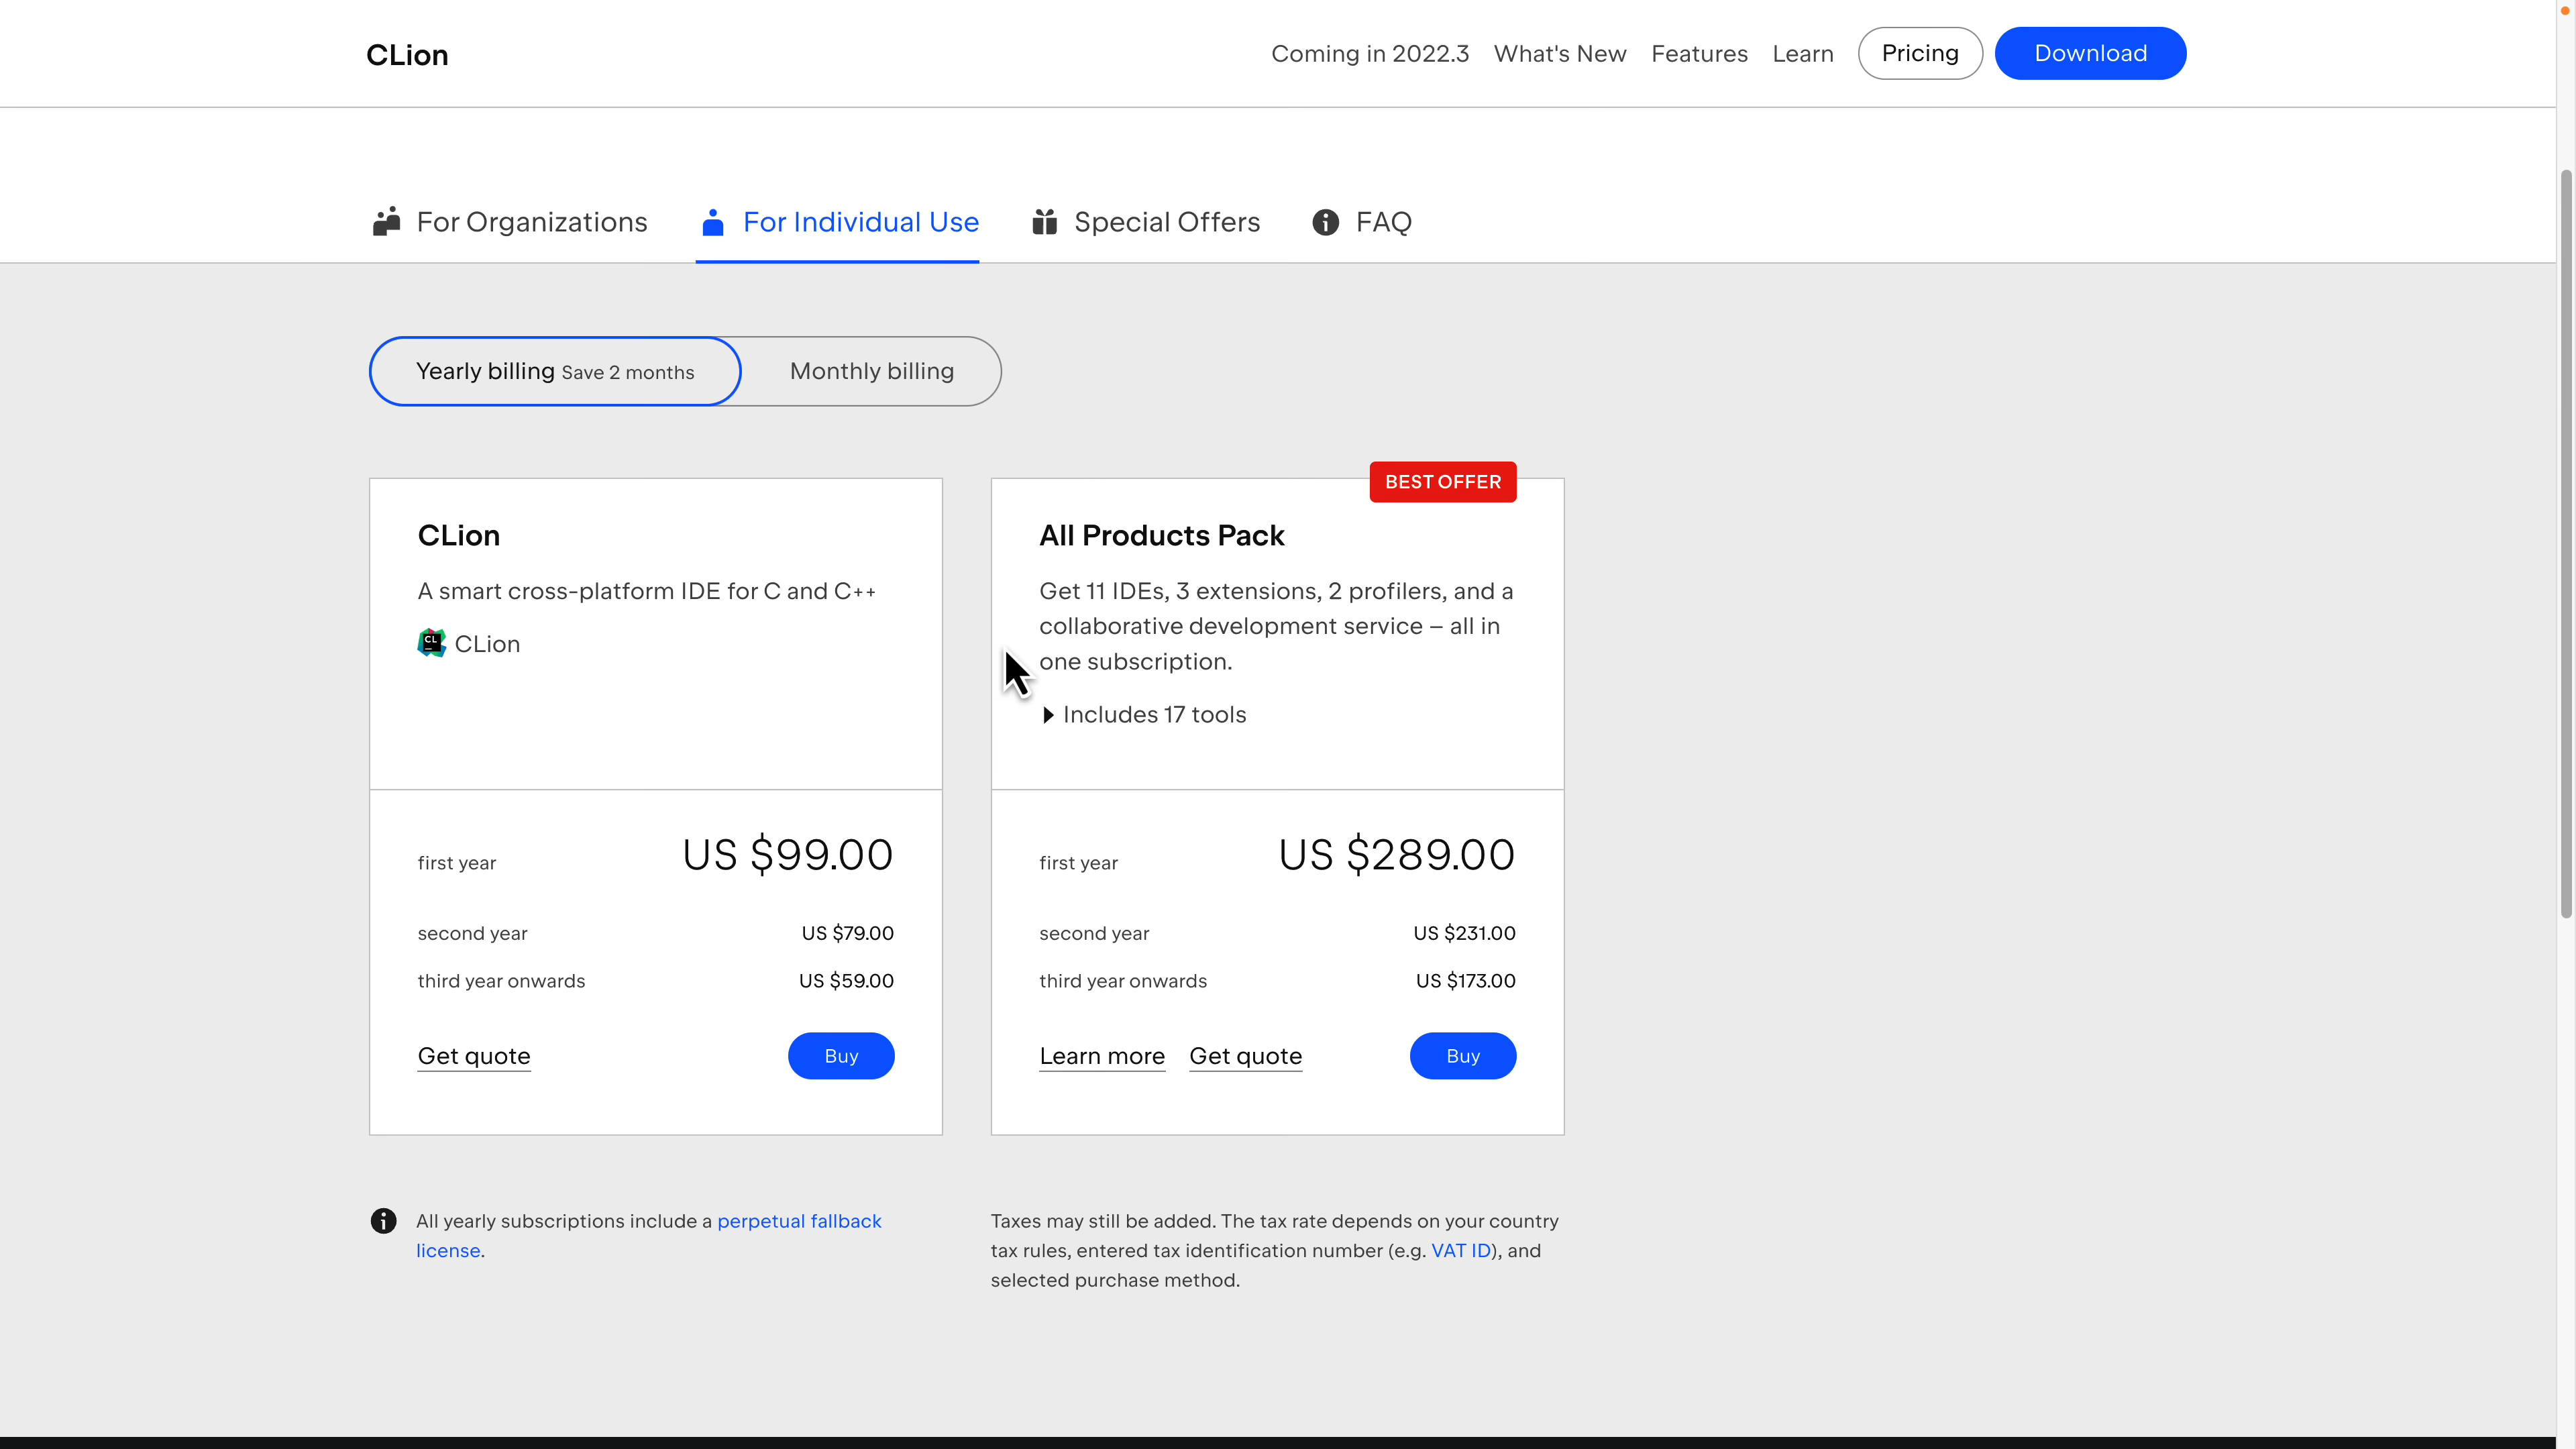 CLion
Coming in 2022.3 What's New Features Learn Pricing Download
For Organizations For Individual Use Special Offers FAQ
Yearly billing Save 2 months Monthly billing
BEST OFFER
CLion
A smart cross-platform IDE for C and C++
CL
CLion
All Products Pack
Get 11 IDEs, 3 extensions, 2 profilers, and a
collaborative development service – all in
one subscription.
Includes 17 tools
first year US $99.00
second year US $79.00
third year onwards US $59.00
Get quote Buy
first year US $289.00
second year US $231.00
third year onwards US $173.00
Learn more Get quote Buy
All yearly subscriptions include a perpetual fallback
license.
Taxes may still be added. The tax rate depends on your country
tax rules, entered tax identification number (e.g. VAT ID), and
selected purchase method.